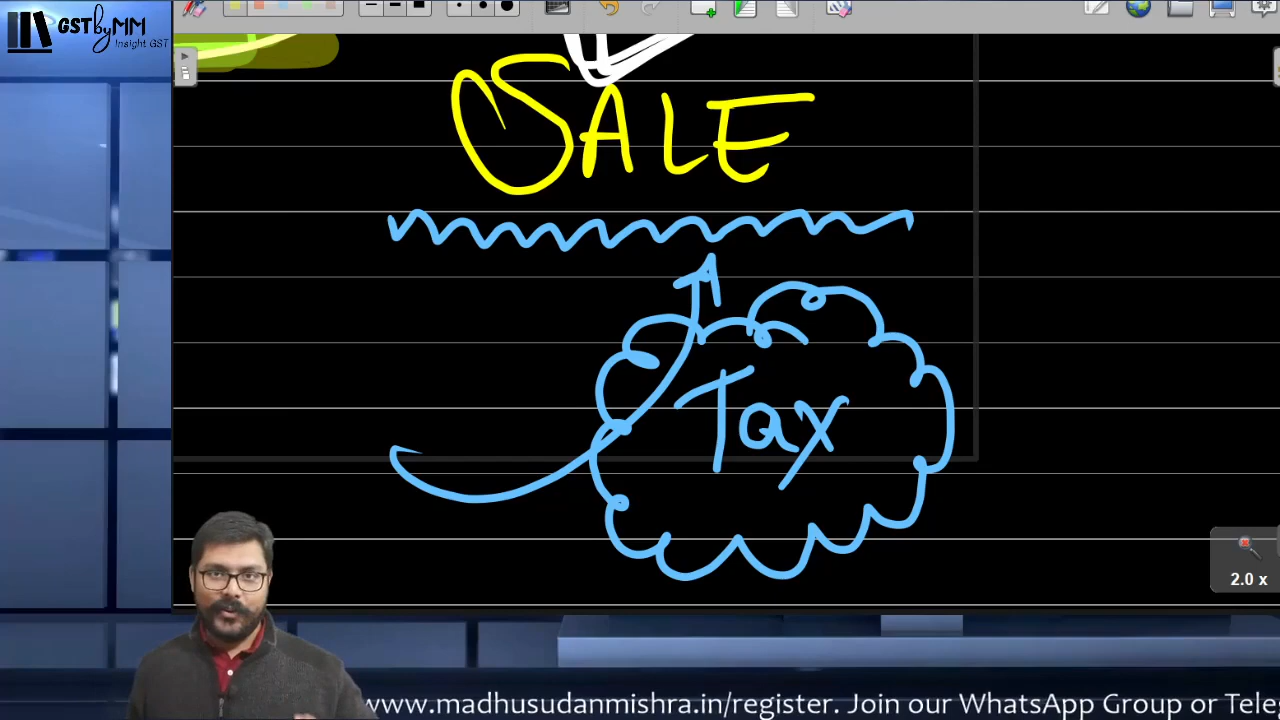 GSTbyMM
Insight GST
SALE
Tax
2.0 x
www.madhusudanmishra.in/register. Join our WhatsApp Group or Tele